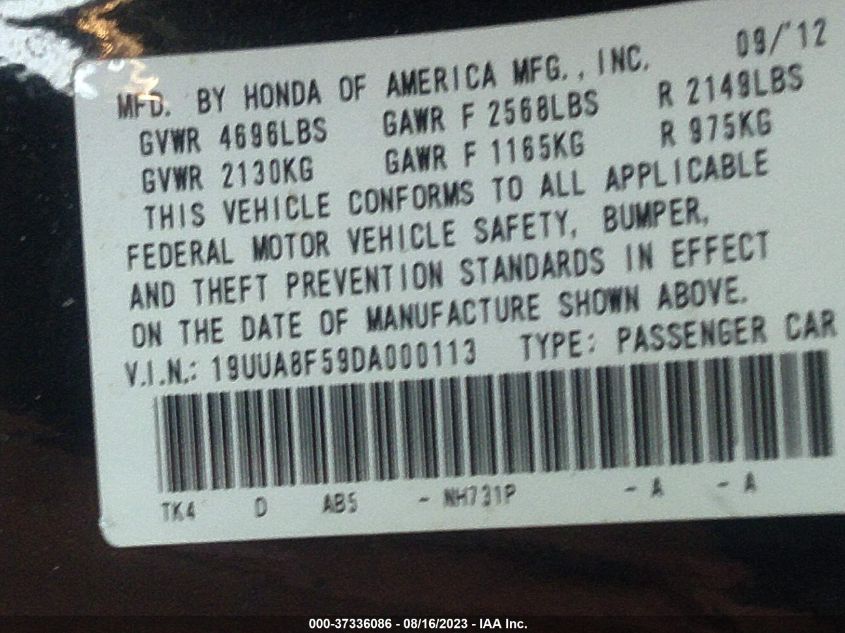 MFD. BY HONDA OF AMERICA MFG., INC. 09/'12
GVWR 4696LBS GAWR F 2568LBS R 2149LBS
GVWR 2130KG GAWR F 1165KG R 975KG
THIS VEHICLE CONFORMS TO ALL APPLICABLE
FEDERAL MOTOR VEHICLE SAFETY, BUMPER,
AND THEFT PREVENTION STANDARDS IN EFFECT
ON THE DATE OF MANUFACTURE SHOWN ABOVE.
V.I.N.: 19UUA8F59DA000113 TYPE: PASSENGER CAR
TK4 D AB5 - NH731P - A - A
000-37336086 - 08/16/2023 - IAA Inc.